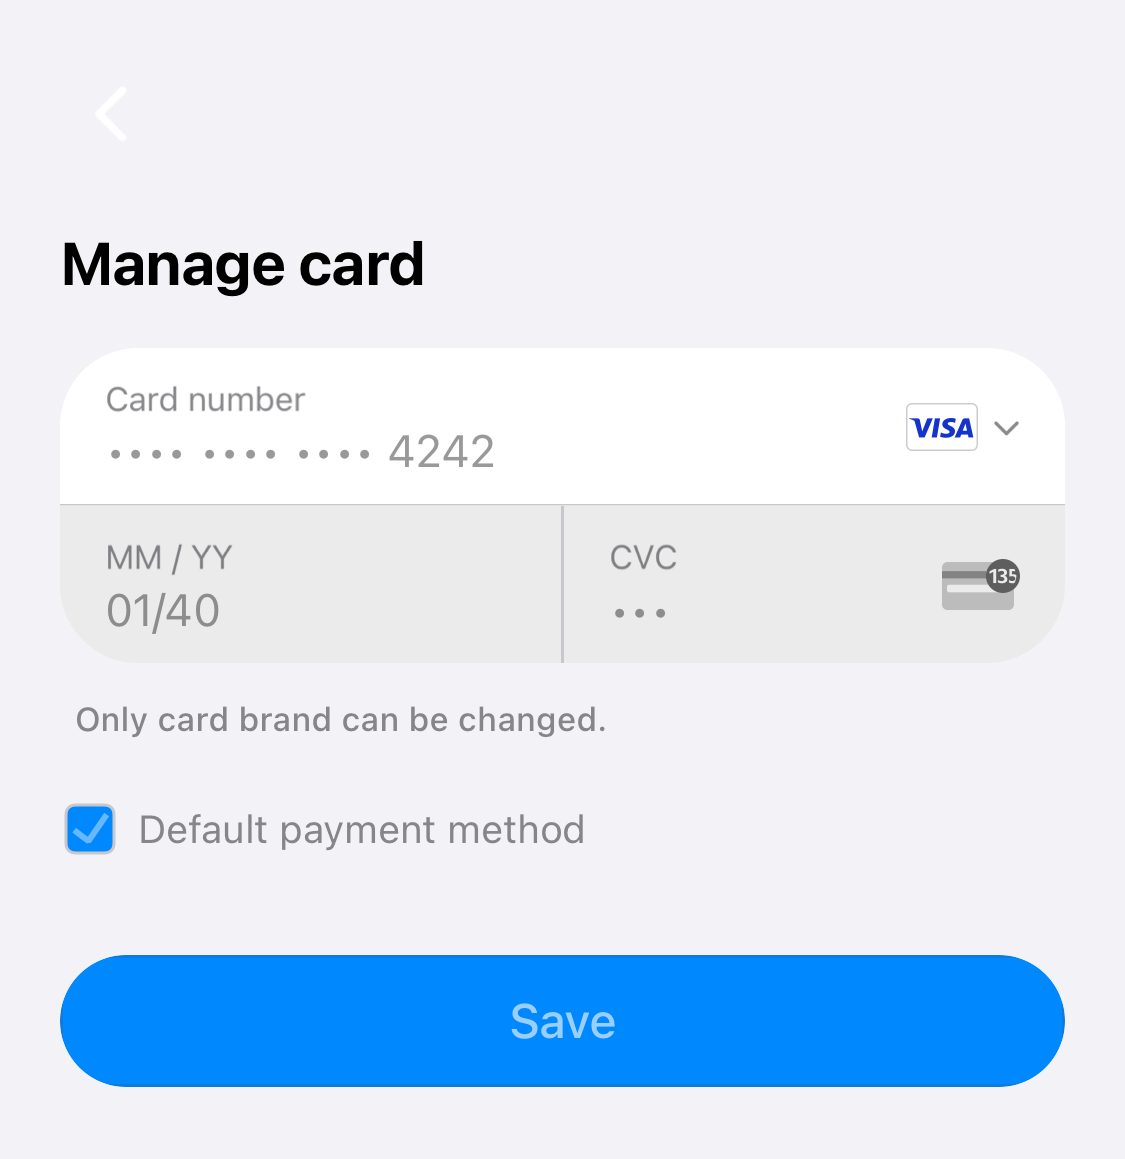 Manage card
Card number
•••• •••• •••• 4242
VISA
MM / YY
01/40
CVC
•••
135
Only card brand can be changed.
Default payment method
Save